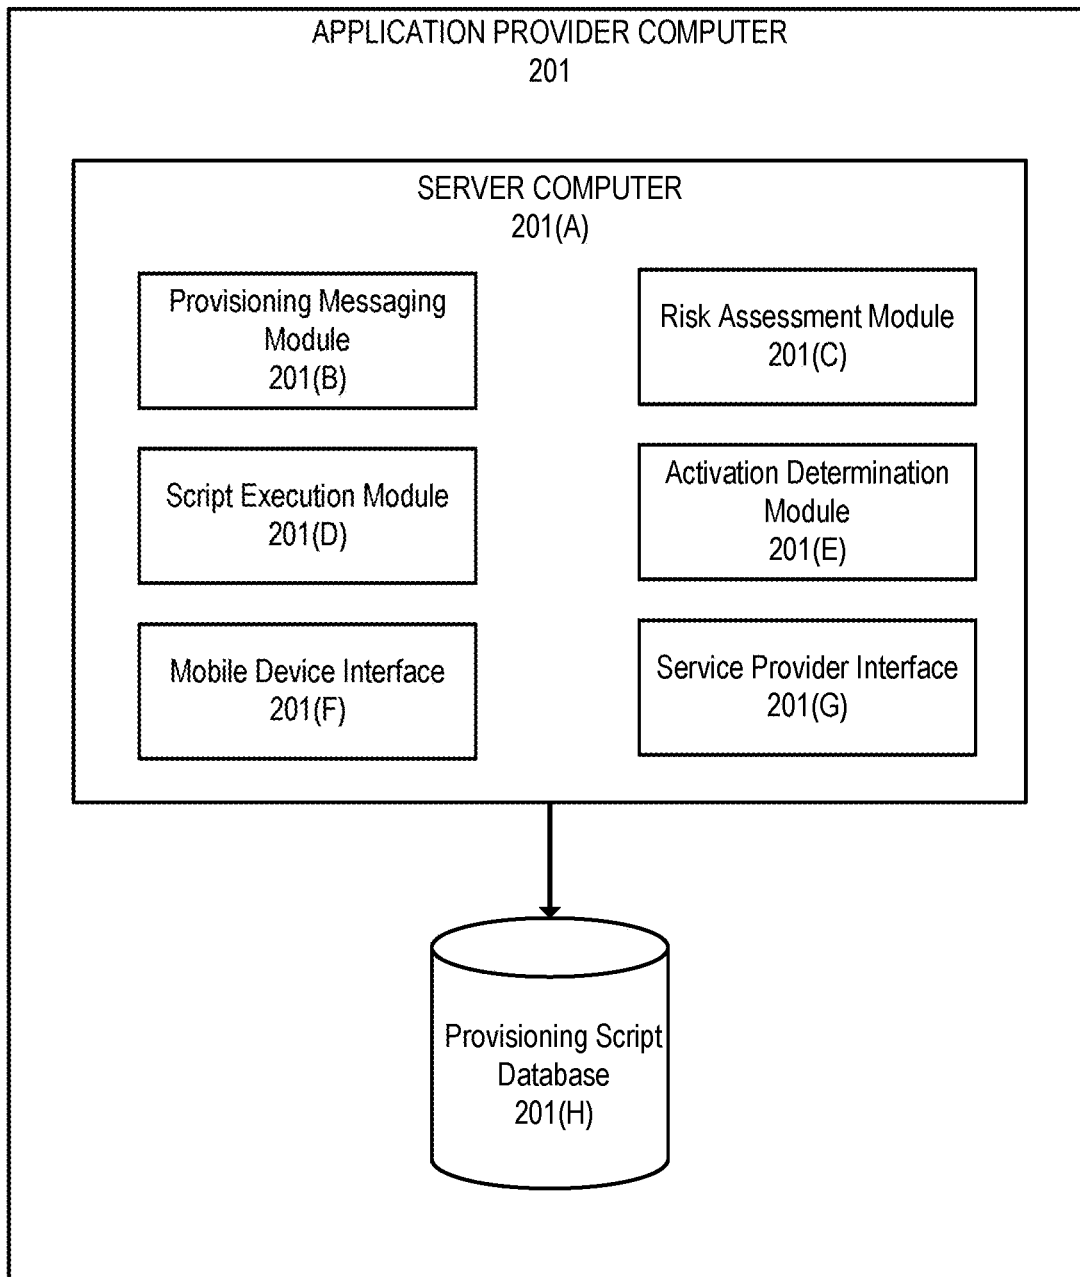 APPLICATION PROVIDER COMPUTER
201
SERVER COMPUTER
201(A)
Provisioning Messaging
Module
201(B)
Risk Assessment Module
201(C)
Script Execution Module
201(D)
Activation Determination
Module
201(E)
Mobile Device Interface
201(F)
Service Provider Interface
201(G)
Provisioning Script
Database
201(H)